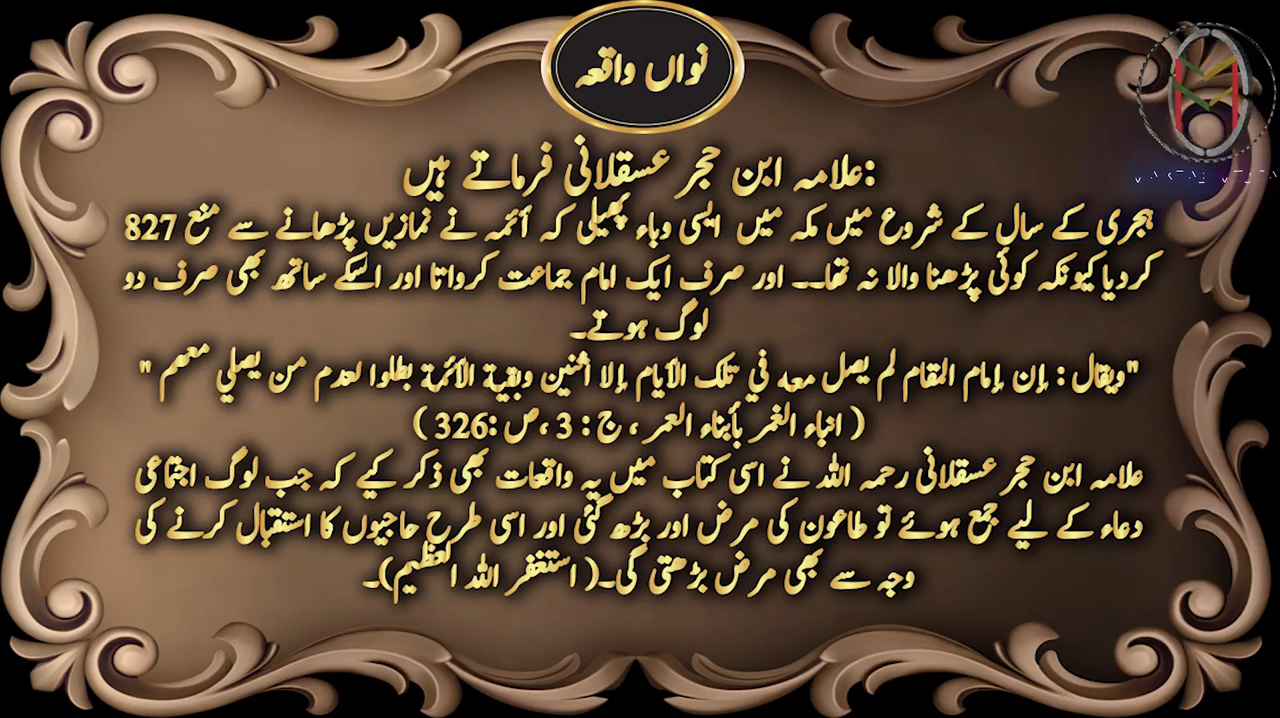 نواں واقعہ
علامہ ابن حجر عسقلانی فرماتے ہیں:
827 ہجری کے سال کے شروع میں مکہ میں ایسی وباء پھیلی کہ أئمہ نے نمازیں پڑھانے سے منع
کردیا کیونکہ کوئی پڑھنا والا نہ تھا۔۔ اور صرف ایک امام جماعت کرواتا اور اسکے ساتھ بھی صرف دو
لوگ ہوتے۔
"ويقال : إن إمام المقام لم يصل معه في تلك الأيام إلا اثنين وبقية الأئمة بطلوا لعدم من يصلي معهم "
( انباء الغمر بأبناء العمر ، ج : 3 ،ص :326 )
علامہ ابن حجر عسقلانی رحمہ اللہ نے اسی کتاب میں یہ واقعات بھی ذکر کیے کہ جب لوگ اجتماعی
دعاء کے لیے جمع ہوئے تو طاعون کی مرض اور بڑھ گئی اور اسی طرح حاجیوں کا استقبال کرنے کی
وجہ سے بھی مرض بڑھتی گی۔( استغفر اللہ العظیم)۔